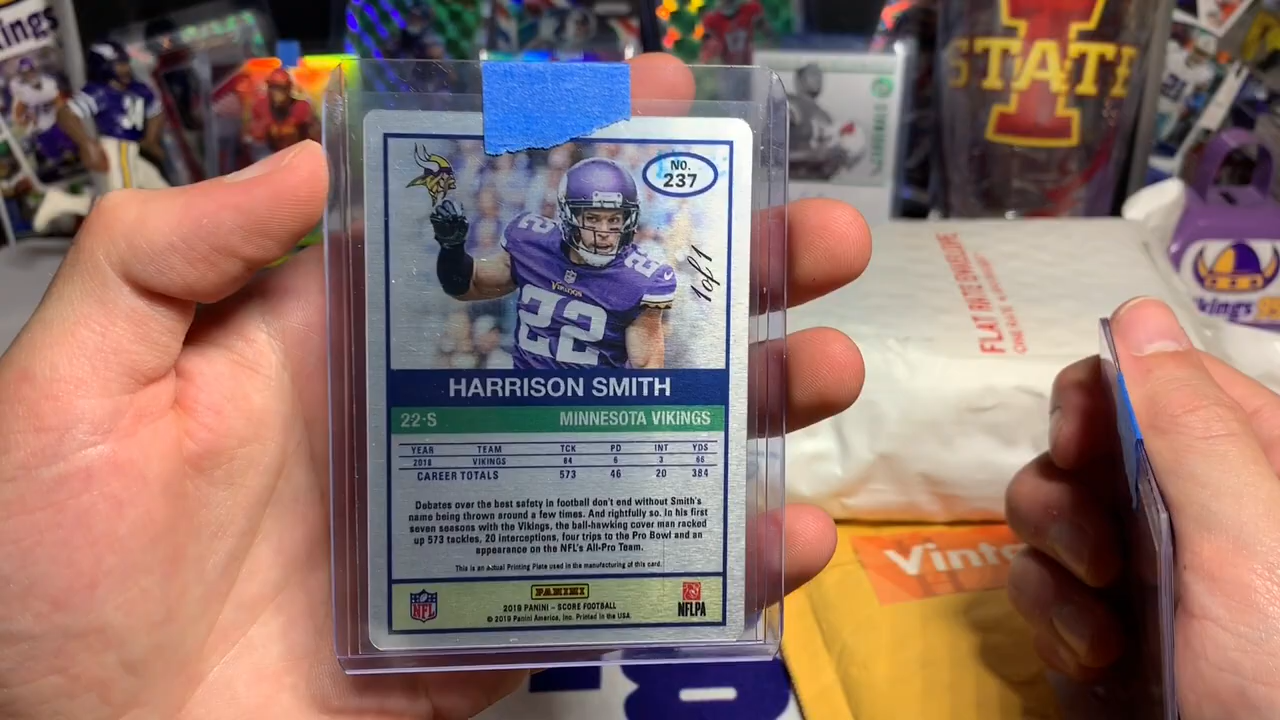 ings
STATE
No.
237
22
22
VIKINGS
22
1of1
HARRISON SMITH
22-S MINNESOTA VIKINGS
YEAR TEAM TCK PD INT YDS
2018 VIKINGS 84 6 3 66
CAREER TOTALS 573 46 20 384
Debates over the best safety in football don't end without Smith's
name being thrown around a few times. And rightfully so. In his first
seven seasons with the Vikings, the ball-hawking cover man racked
up 573 tackles, 20 interceptions, four trips to the Pro Bowl and an
appearance on the NFL's All-Pro Team.
This is an actual Printing Plate used in the manufacturing of this card.
NFL
PANINI
2019 PANINI - SCORE FOOTBALL
© 2019 Panini America, Inc. Printed in the USA.
NFLPA
FLAT RATE ENVELOPE
kings